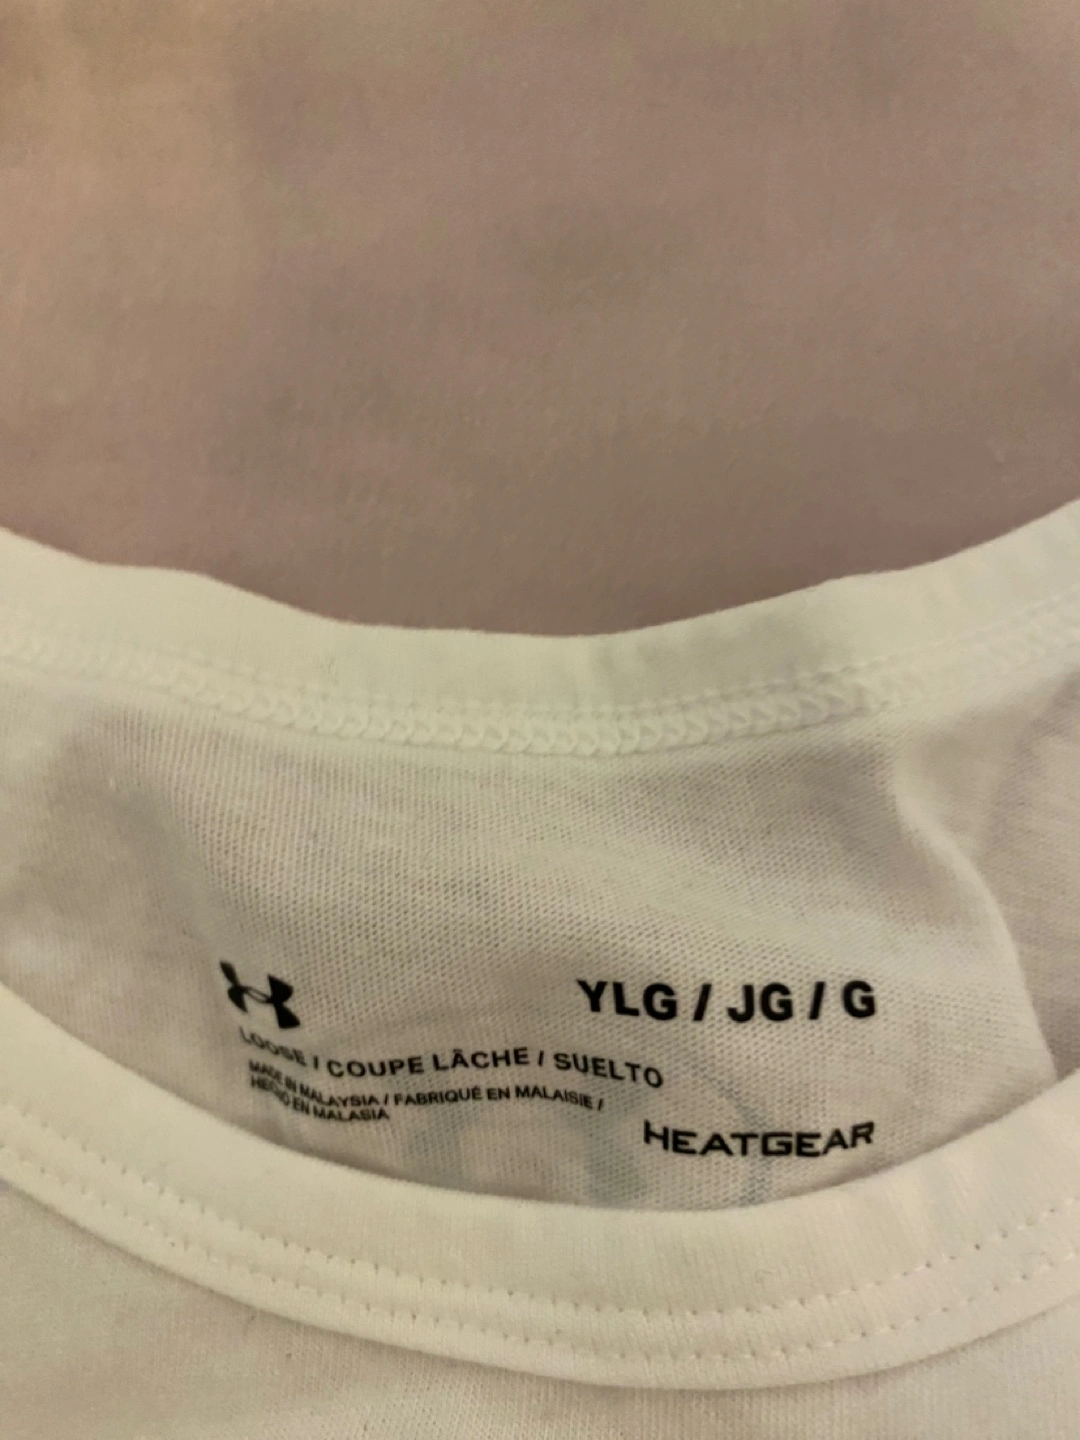 YLG / JG / G
LOOSE / COUPE LÂCHE / SUELTO
MADE IN MALAYSIA / FABRIQUÉ EN MALAISIE /
HECHO EN MALASIA
HEATGEAR